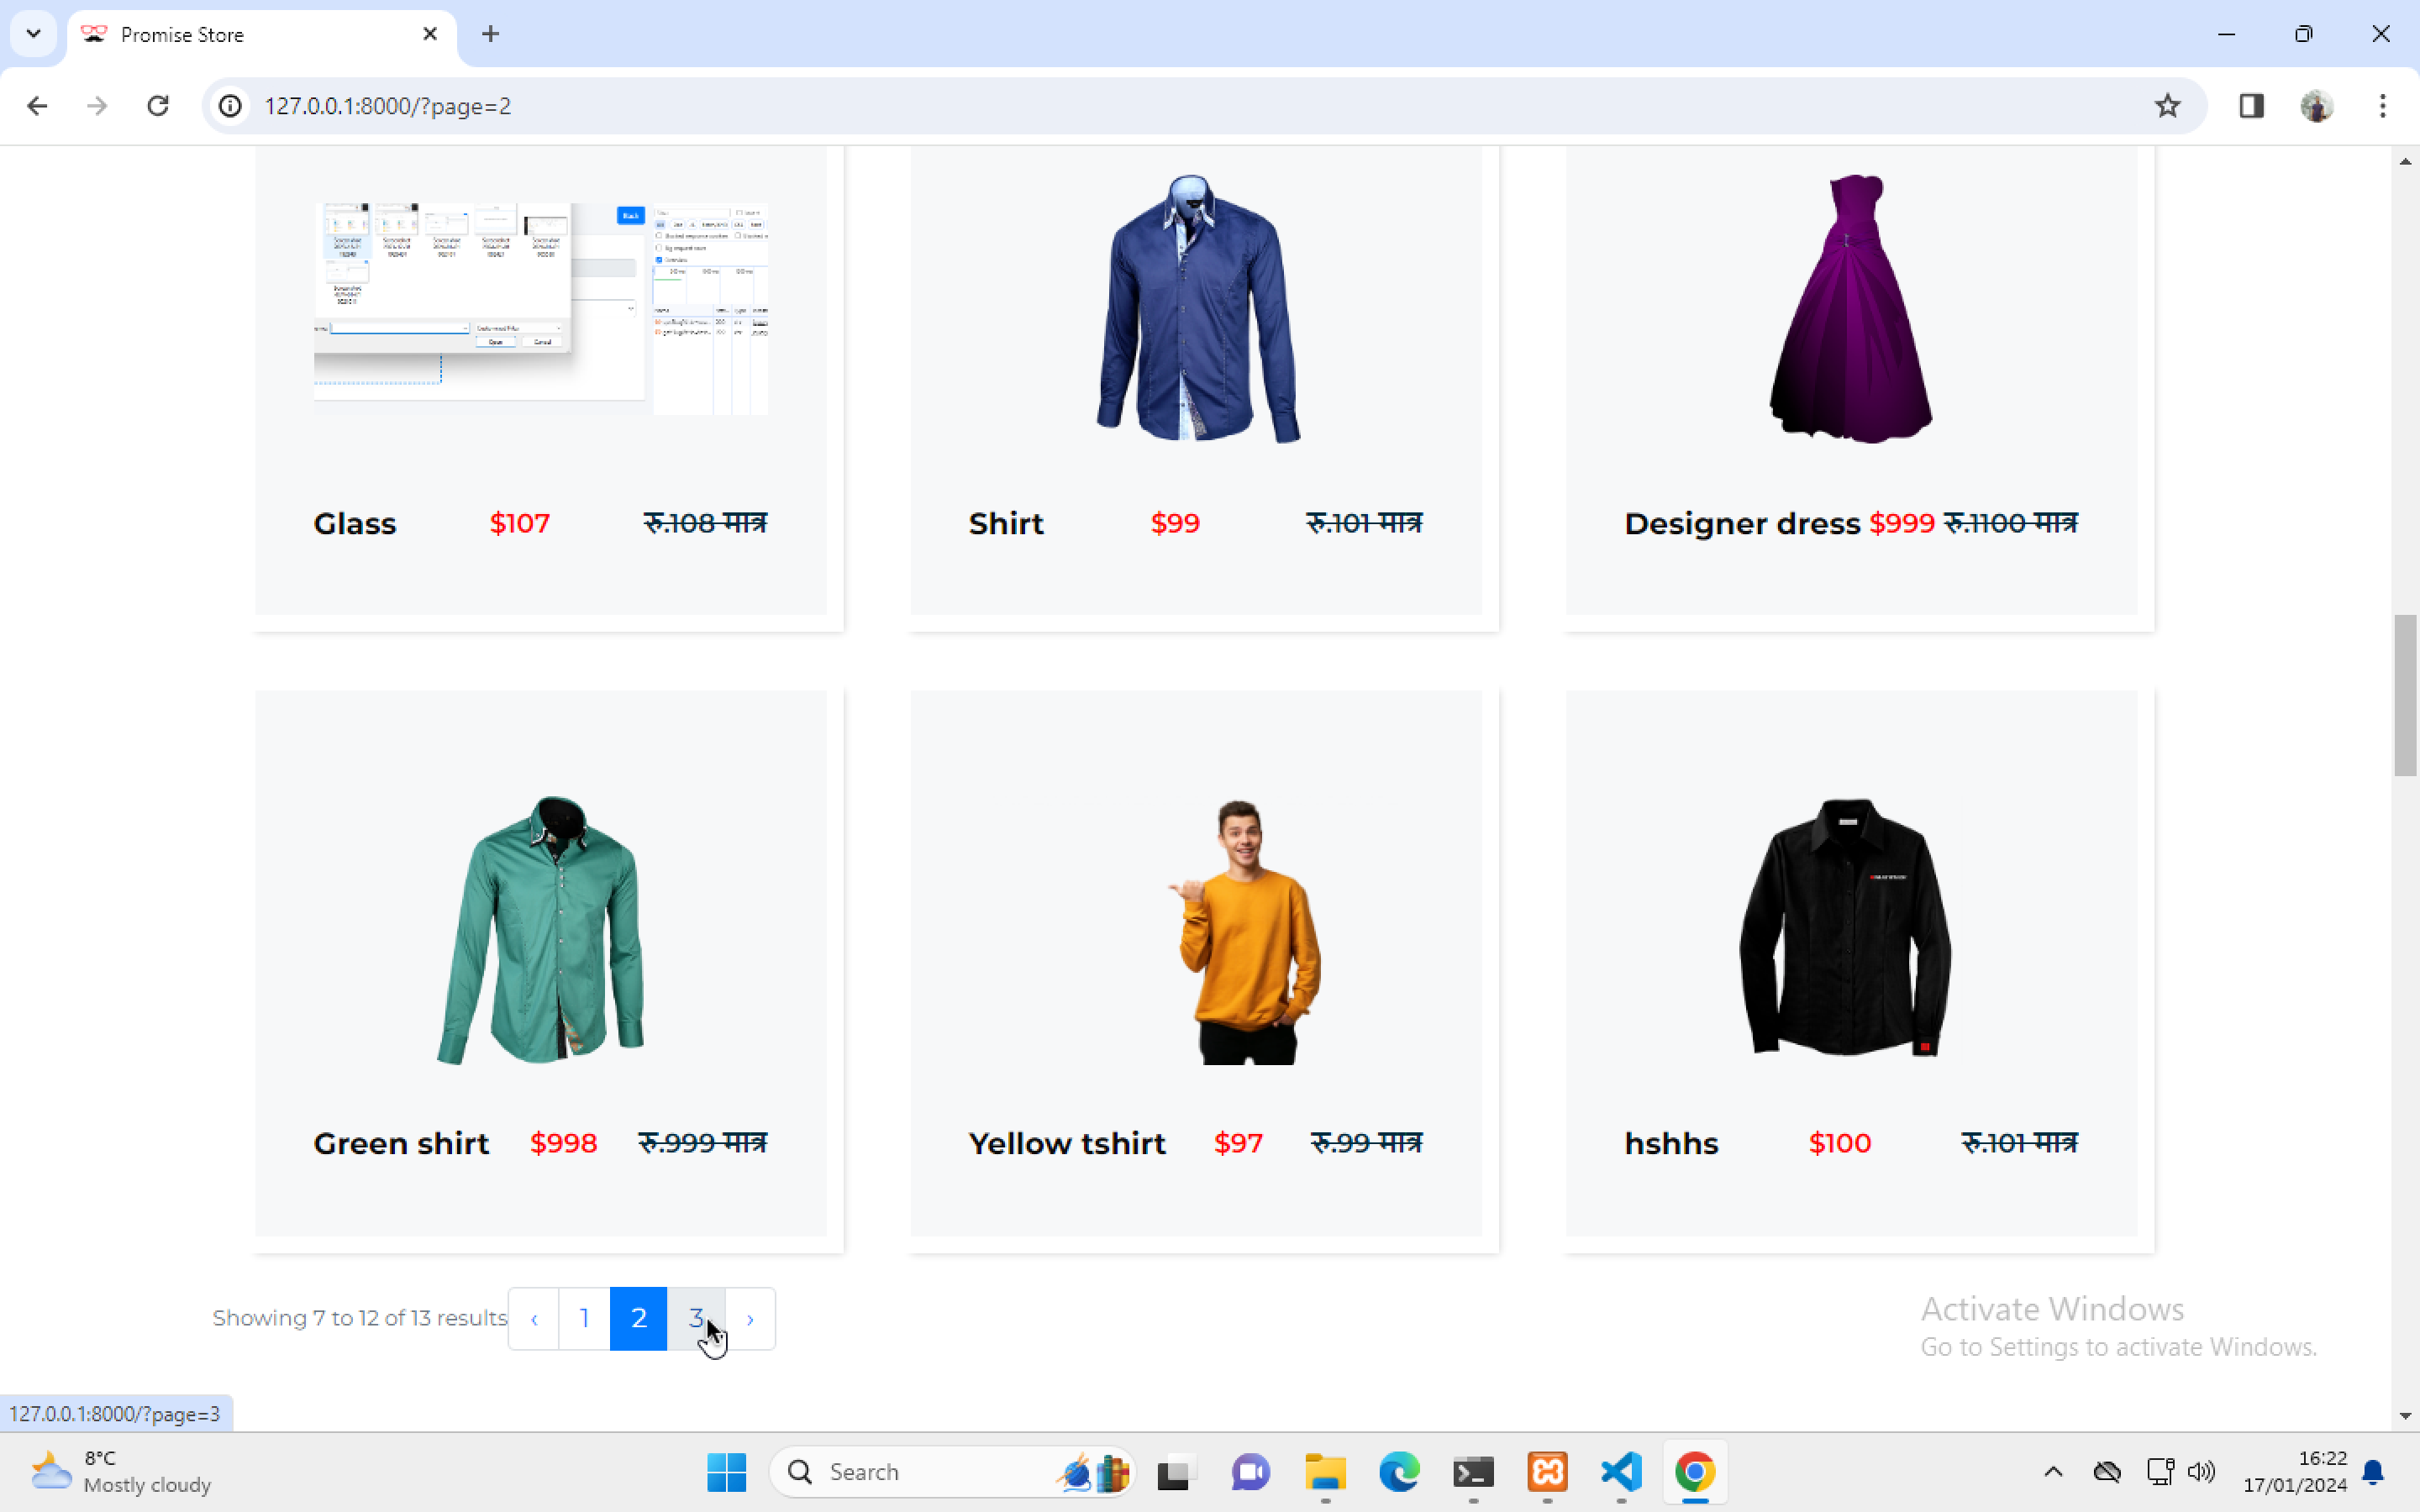 Promise Store
127.0.0.1:8000/?page=2
Back
Open Cancel
Glass $107 रु.108 मात्र
Shirt $99 रु.101 मात्र
Designer dress $999 रु.1100 मात्र
Green shirt $998 रु.999 मात्र
Yellow tshirt $97 रु.99 मात्र
hshhs $100 रु.101 मात्र
Showing 7 to 12 of 13 results ‹ 1 2 3 ›
Activate Windows
Go to Settings to activate Windows.
127.0.0.1:8000/?page=3
8°C
Mostly cloudy
Search
16:22
17/01/2024